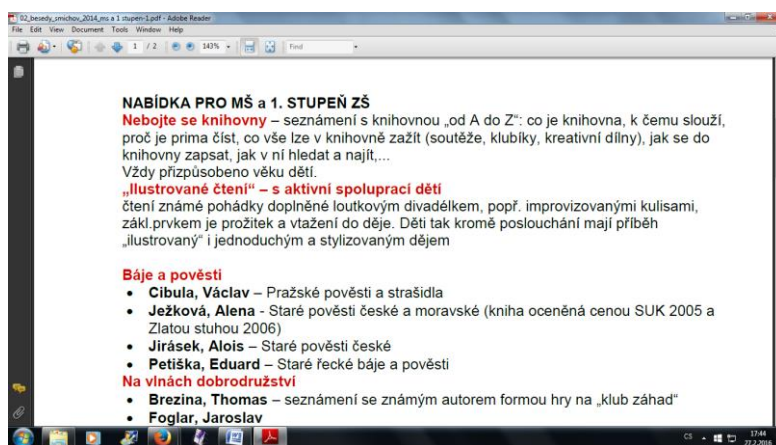 02_besedy_smichov_2014_ms a 1 stupen-1.pdf - Adobe Reader
File Edit View Document Tools Window Help
1 / 2 143% Find
NABÍDKA PRO MŠ a 1. STUPEŇ ZŠ
Nebojte se knihovny – seznámení s knihovnou „od A do Z“: co je knihovna, k čemu slouží,
proč je prima číst, co vše lze v knihovně zažít (soutěže, klubíky, kreativní dílny), jak se do
knihovny zapsat, jak v ní hledat a najít,...
Vždy přizpůsobeno věku dětí.
„Ilustrované čtení“ – s aktivní spoluprací dětí
čtení známé pohádky doplněné loutkovým divadélkem, popř. improvizovanými kulisami,
zákl.prvkem je prožitek a vtažení do děje. Děti tak kromě poslouchání mají příběh
„ilustrovaný“ i jednoduchým a stylizovaným dějem
Báje a pověsti
• Cibula, Václav – Pražské pověsti a strašidla
• Ježková, Alena - Staré pověsti české a moravské (kniha oceněná cenou SUK 2005 a
Zlatou stuhou 2006)
• Jirásek, Alois – Staré pověsti české
• Petiška, Eduard – Staré řecké báje a pověsti
Na vlnách dobrodružství
• Brezina, Thomas – seznámení se známým autorem formou hry na „klub záhad“
• Foglar, Jaroslav
CS 17:44
27.2.2016